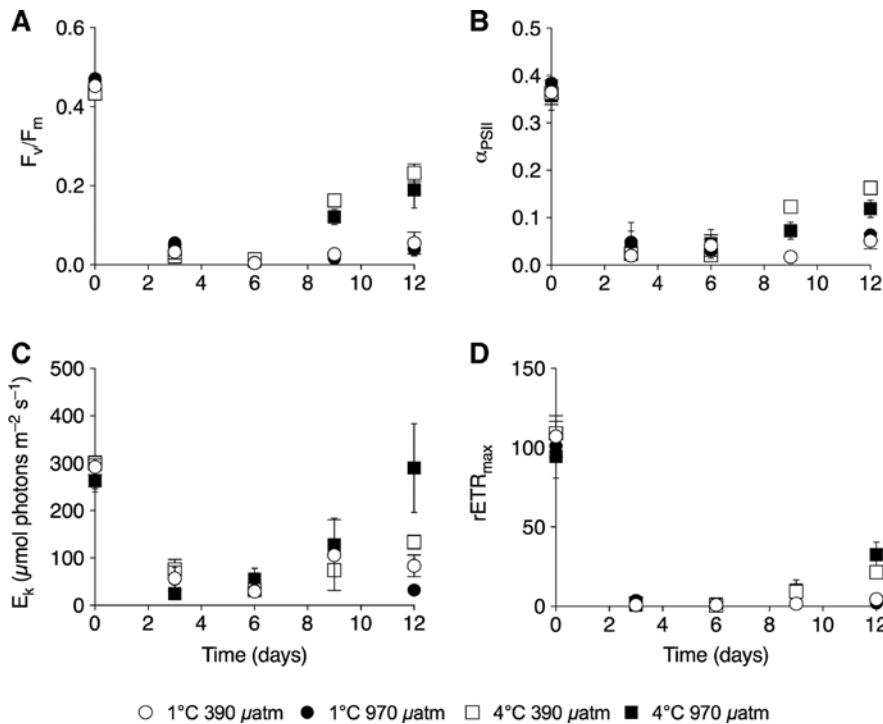 A
B
0.6
0.4
0.2
0.0
Fv/Fm
0 2 4 6 8 10 12
0.5
0.4
0.3
0.2
0.1
0.0
αPSII
0 2 4 6 8 10 12
C
D
500
400
300
200
100
0
Ek (µmol photons m−2 s−1)
0 2 4 6 8 10 12
Time (days)
150
100
50
0
rETRmax
0 2 4 6 8 10 12
Time (days)
1°C 390 µatm 1°C 970 µatm 4°C 390 µatm 4°C 970 µatm